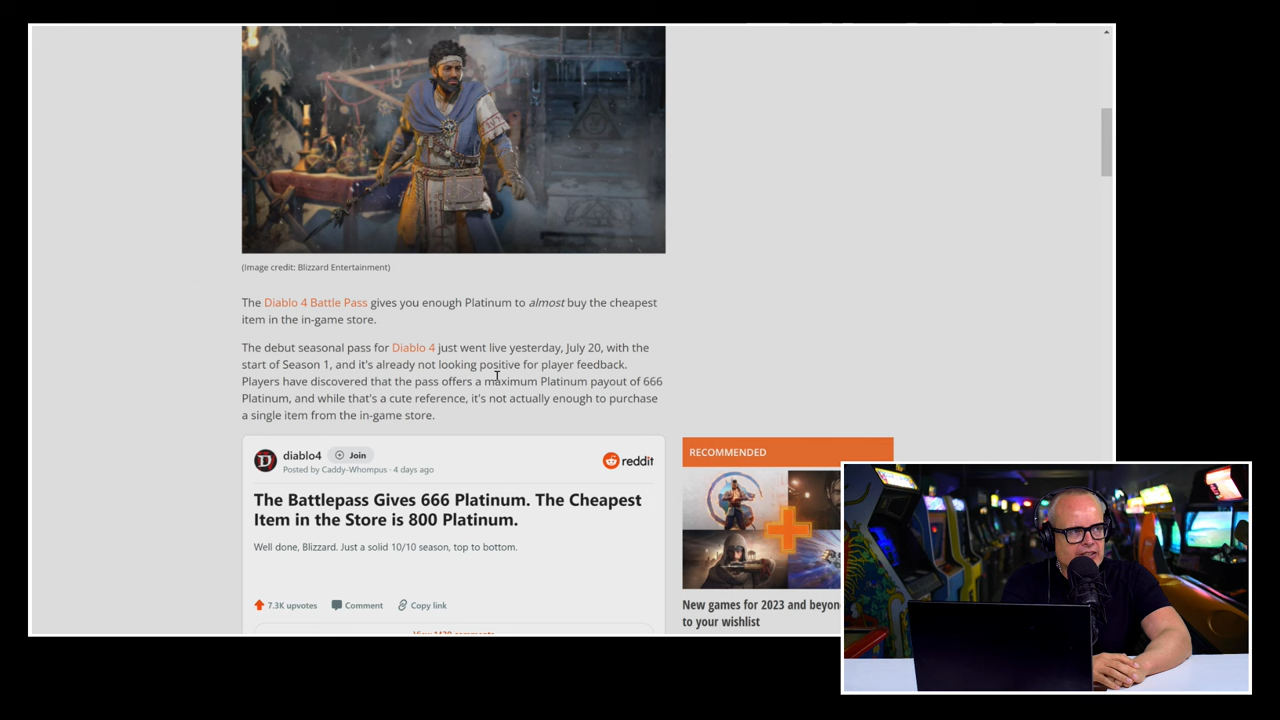 (Image credit: Blizzard Entertainment)
The Diablo 4 Battle Pass gives you enough Platinum to almost buy the cheapest
item in the in-game store.
The debut seasonal pass for Diablo 4 just went live yesterday, July 20, with the
start of Season 1, and it's already not looking positive for player feedback.
Players have discovered that the pass offers a maximum Platinum payout of 666
Platinum, and while that's a cute reference, it's not actually enough to purchase
a single item from the in-game store.
diablo4 Join
Posted by Caddy-Whompus · 4 days ago
reddit
The Battlepass Gives 666 Platinum. The Cheapest
Item in the Store is 800 Platinum.
Well done, Blizzard. Just a solid 10/10 season, top to bottom.
7.3K upvotes Comment Copy link
RECOMMENDED
New games for 2023 and beyon
to your wishlist